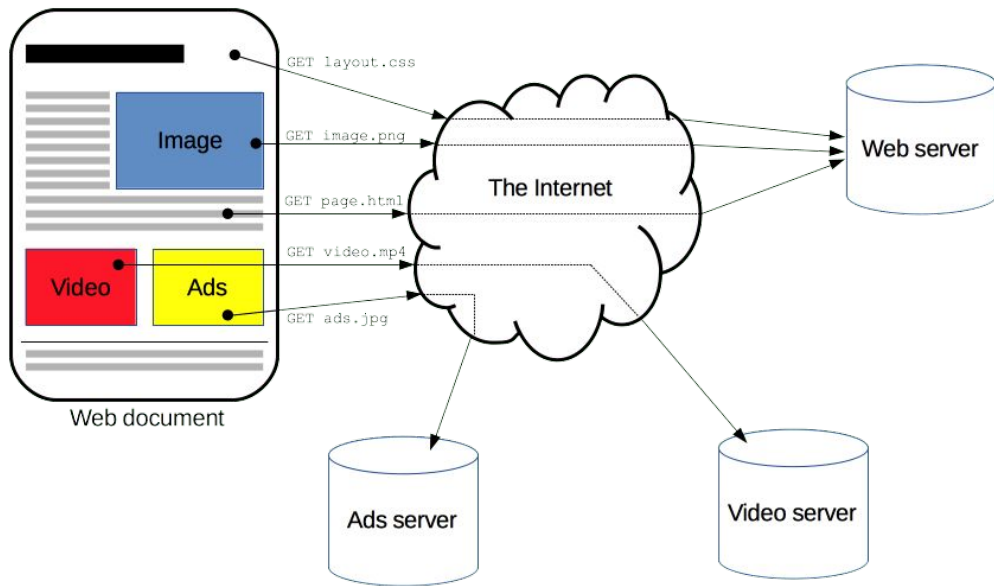 GET layout.css
Image
GET image.png
The Internet
Web server
GET page.html
GET video.mp4
Video
Ads
GET ads.jpg
Web document
Ads server
Video server